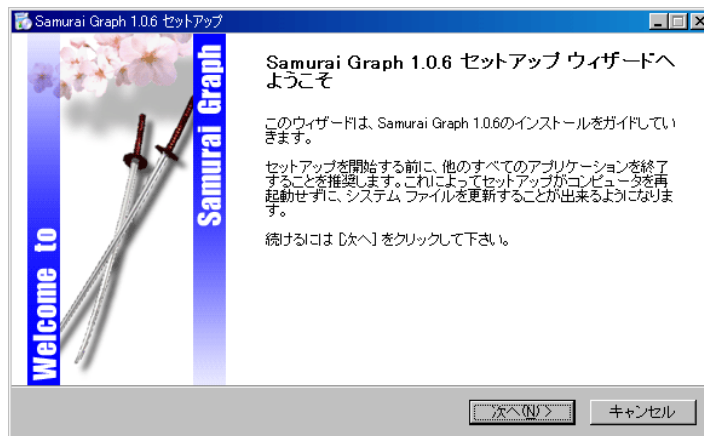 Samurai Graph 1.0.6 セットアップ
Welcome to
Samurai Graph
Samurai Graph 1.0.6 セットアップ ウィザードへ
ようこそ
このウィザードは、Samurai Graph 1.0.6のインストールをガイドしてい
きます。
セットアップを開始する前に、他のすべてのアプリケーションを終了
することを推奨します。これによってセットアップがコンピュータを再
起動せずに、システム ファイルを更新することが出来るようになりま
す。
続けるには [次へ] をクリックして下さい。
次へ(N) >
キャンセル